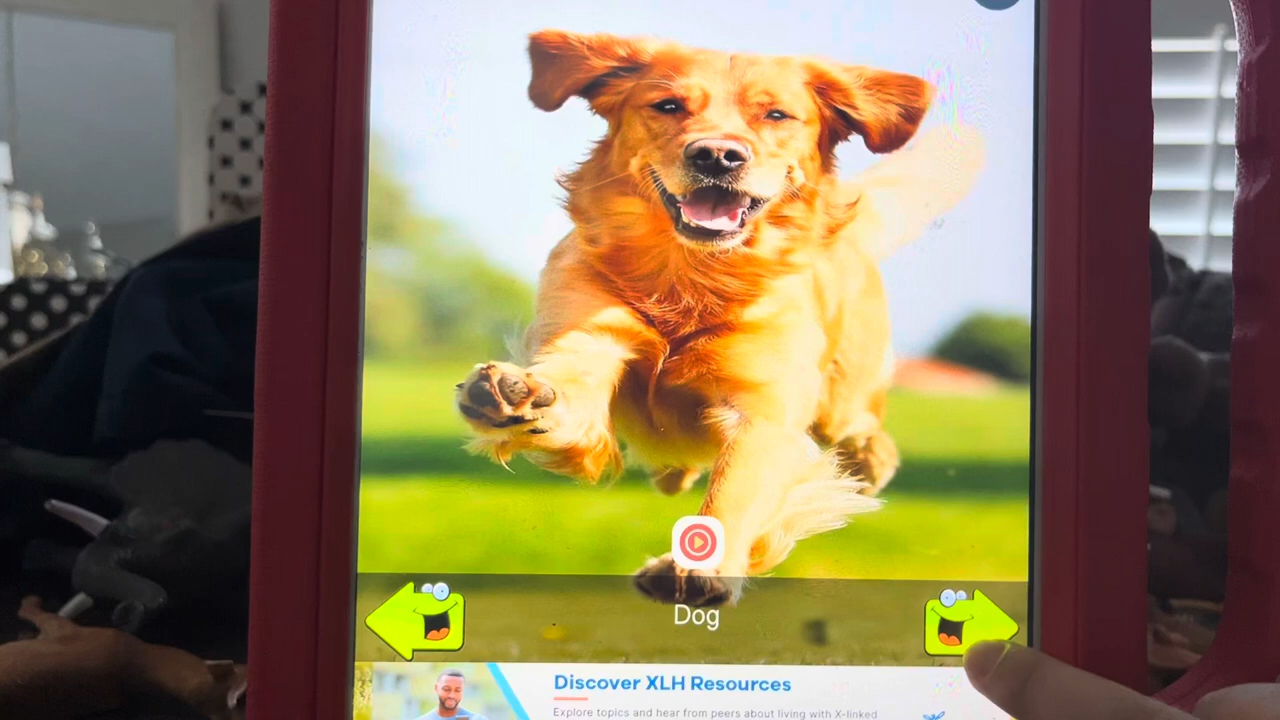 Dog
Discover XLH Resources
Explore topics and hear from peers about living with X-linked